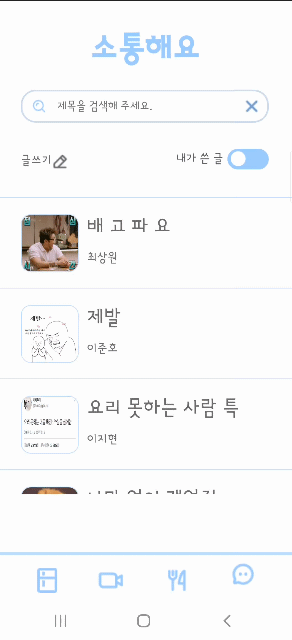 소통해요
제목을 검색해 주세요.
글쓰기
내가 쓴 글
배 고 파 요
최상원
제발
이준호
요리 못하는 사람 특
이지현